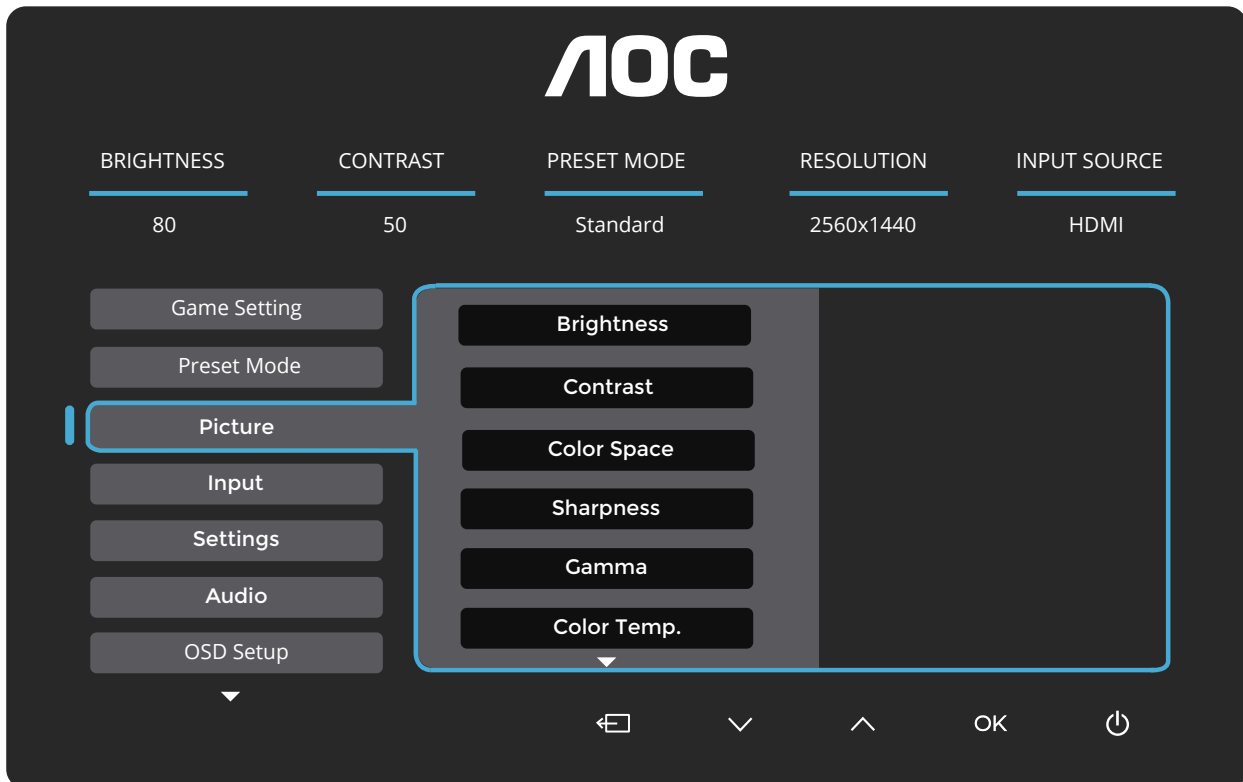 AOC
BRIGHTNESS CONTRAST PRESET MODE RESOLUTION INPUT SOURCE
80 50 Standard 2560x1440 HDMI
Game Setting
Preset Mode
Picture
Input
Settings
Audio
OSD Setup
Brightness
Contrast
Color Space
Sharpness
Gamma
Color Temp.
OK